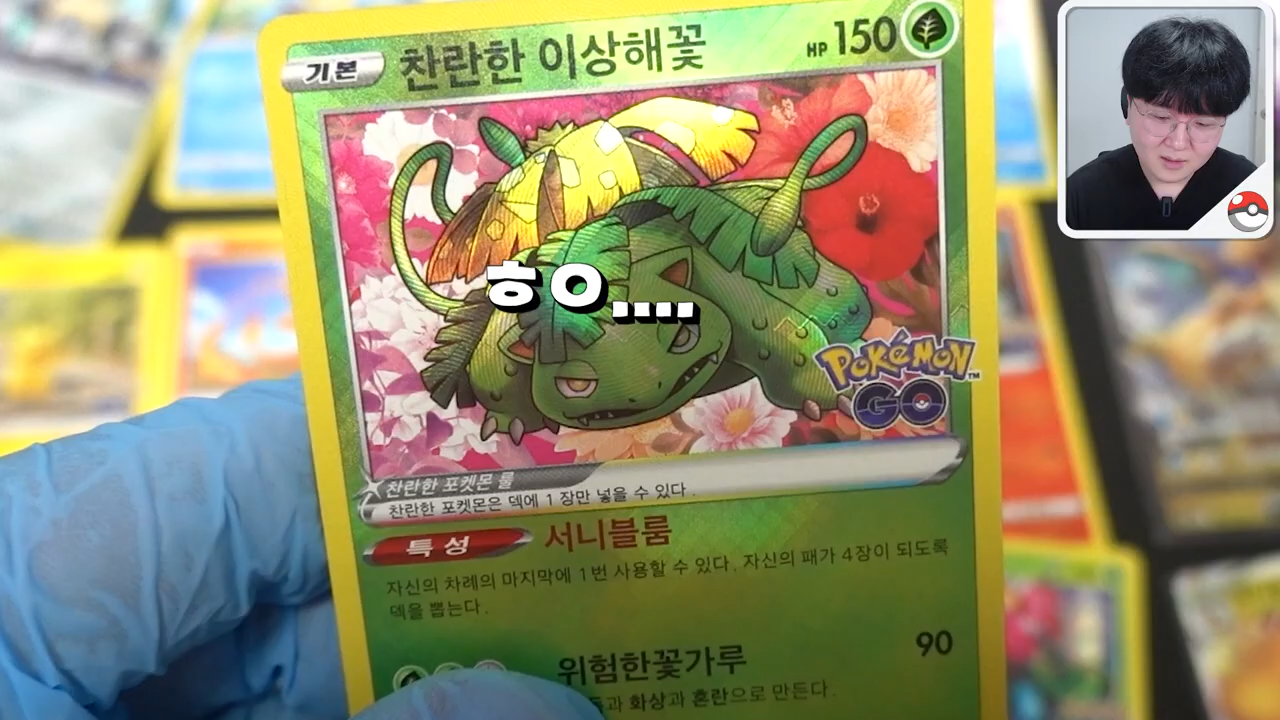 기본
찬란한 이상해꽃
HP 150
ㅎㅇ....
POKéMON
GO
찬란한 포켓몬 룰
찬란한 포켓몬은 덱에 1장만 넣을 수 있다.
특성 서니블룸
자신의 차례의 마지막에 1번 사용할 수 있다. 자신의 패가 4장이 되도록
덱을 뽑는다.
위험한꽃가루 90
과 화상과 혼란으로 만든다.